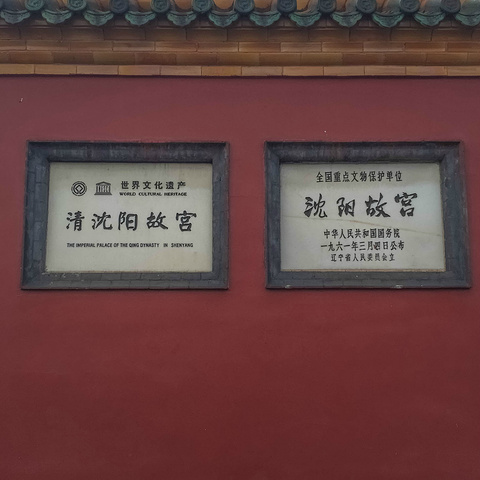 世界文化遗产
WORLD CULTURAL HERITAGE
清沈阳故宫
THE IMPERIAL PALACE OF THE QING DYNASTY IN SHENYANG
全国重点文物保护单位
沈阳故宫
中华人民共和国国务院
一九六一年三月四日公布
辽宁省人民委员会立